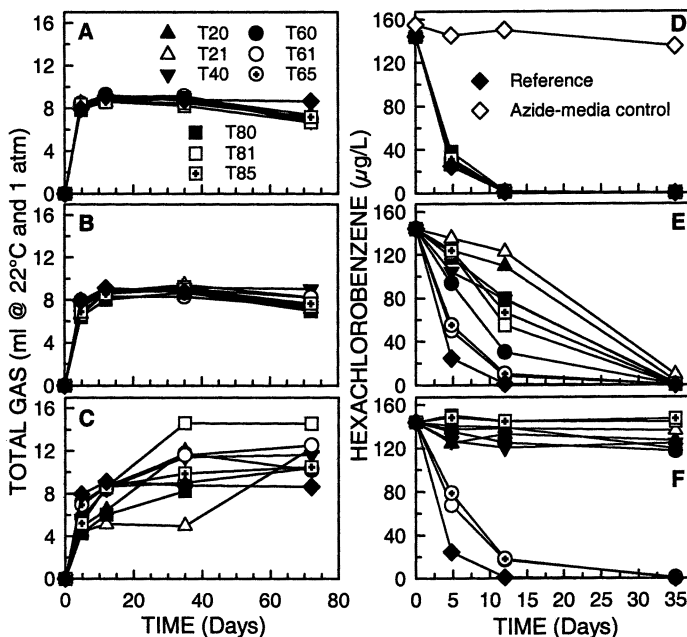 A
T20
T60
T21
T61
T40
T65
T80
T81
T85
16
12
8
4
0
B
16
12
8
4
0
C
16
12
8
4
0
0
20
40
60
80
TIME (Days)
TOTAL GAS (ml @ 22°C and 1 atm)
D
Reference
Azide-media control
160
120
80
40
0
E
160
120
80
40
0
F
160
120
80
40
0
0
5
10
15
20
25
30
35
TIME (Days)
HEXACHLOROBENZENE (µg/L)